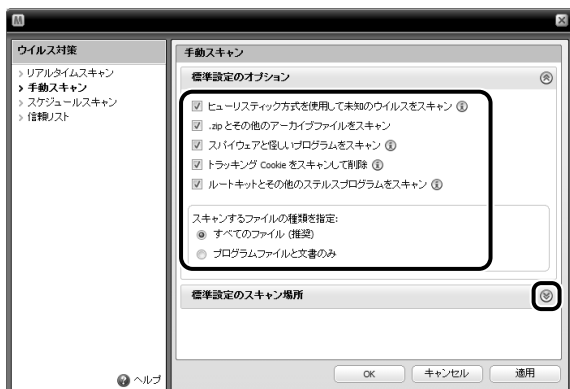 M
ウイルス対策
> リアルタイムスキャン
> 手動スキャン
> スケジュールスキャン
> 信頼リスト
ヘルプ
手動スキャン
標準設定のオプション
ヒューリスティック方式を使用して未知のウイルスをスキャン
.zip とその他のアーカイブファイルをスキャン
スパイウェアと怪しいプログラムをスキャン
トラッキング Cookie をスキャンして削除
ルートキットとその他のステルスプログラムをスキャン
スキャンするファイルの種類を指定:
すべてのファイル (推奨)
プログラムファイルと文書のみ
標準設定のスキャン場所
OK
キャンセル
適用